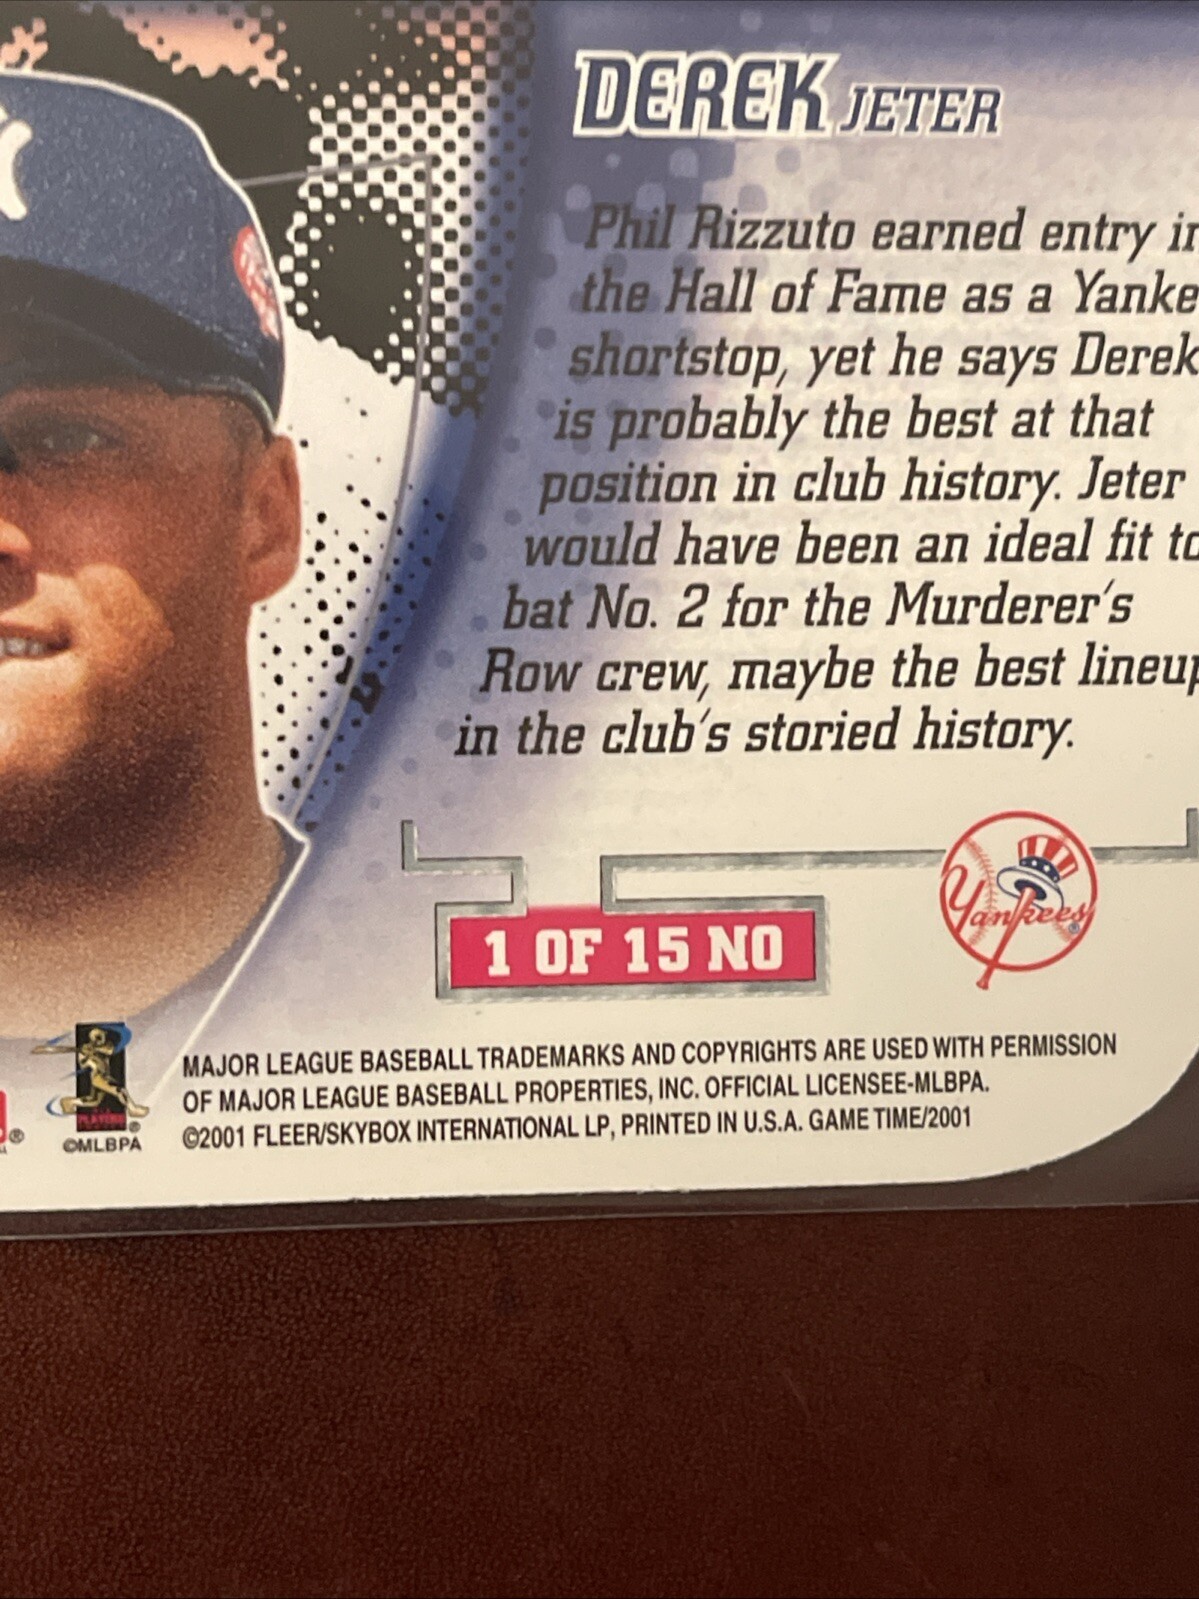 DEREK JETER
Phil Rizzuto earned entry in
the Hall of Fame as a Yanke
shortstop, yet he says Derek
is probably the best at that
position in club history. Jeter
would have been an ideal fit to
bat No. 2 for the Murderer's
Row crew, maybe the best lineup
in the club's storied history.
Yankees
1 OF 15 NO
MAJOR LEAGUE BASEBALL TRADEMARKS AND COPYRIGHTS ARE USED WITH PERMISSION
OF MAJOR LEAGUE BASEBALL PROPERTIES, INC. OFFICIAL LICENSEE-MLBPA.
©2001 FLEER/SKYBOX INTERNATIONAL LP, PRINTED IN U.S.A. GAME TIME/2001
PLAYERS
®
©MLBPA